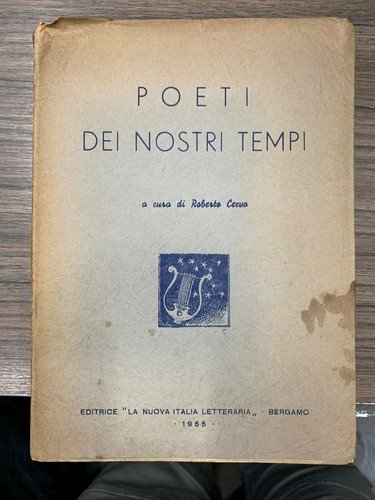 POETI
DEI NOSTRI TEMPI
a cura di Roberto Cervo
EDITRICE "LA NUOVA ITALIA LETTERARIA„ - BERGAMO
· 1955 ·